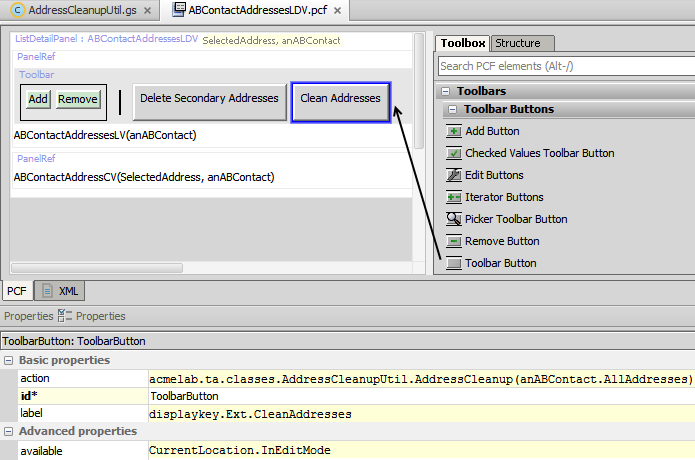 AddressCleanupUtil.gs × ABContactAddressesLDV.pcf ×
ListDetailPanel : ABContactAddressesLDV SelectedAddress, anABContact
PanelRef
Toolbar
Add Remove Delete Secondary Addresses Clean Addresses
ABContactAddressesLV(anABContact)
PanelRef
ABContactAddressCV(SelectedAddress, anABContact)
Toolbox Structure
Search PCF elements (Alt-/)
Toolbars
Toolbar Buttons
Add Button
Checked Values Toolbar Button
Edit Buttons
Iterator Buttons
Picker Toolbar Button
Remove Button
Toolbar Button
PCF XML
Properties Properties
ToolbarButton: ToolbarButton
Basic properties
action acmelab.ta.classes.AddressCleanupUtil.AddressCleanup(anABContact.AllAddresses)
id* ToolbarButton
label displaykey.Ext.CleanAddresses
Advanced properties
available CurrentLocation.InEditMode